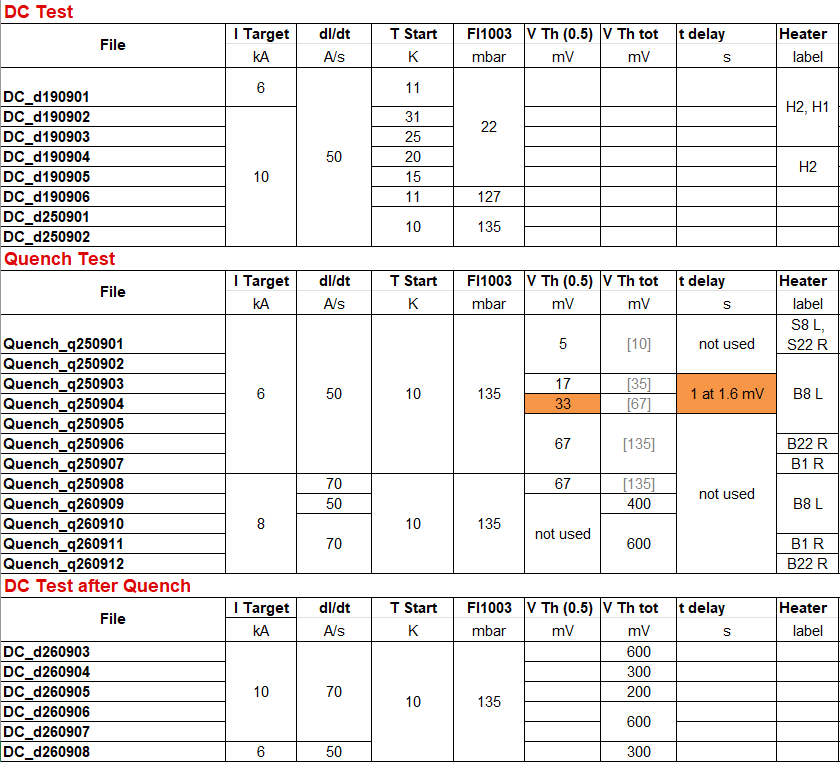 DC Test
File I Target dI/dt T Start FI1003 V Th (0.5) V Th tot t delay Heater
kA A/s K mbar mV mV s label
DC_d190901 6 50 11 22 H2, H1
DC_d190902 10 31
DC_d190903 25
DC_d190904 20 H2
DC_d190905 15
DC_d190906 11 127
DC_d250901 10 135
DC_d250902
Quench Test
File I Target dI/dt T Start FI1003 V Th (0.5) V Th tot t delay Heater
kA A/s K mbar mV mV s label
S8 L,
Quench_q250901 6 50 10 135 5 [10] not used S22 R
Quench_q250902 B8 L
Quench_q250903 17 [35] 1 at 1.6 mV
Quench_q250904 33 [67]
Quench_q250905 67 [135] not used
Quench_q250906 B22 R
Quench_q250907 B1 R
Quench_q250908 8 70 10 135 67 [135] B8 L
Quench_q260909 50 not used 400
Quench_q260910 70 600
Quench_q260911 B1 R
Quench_q260912 B22 R
DC Test after Quench
File I Target dI/dt T Start FI1003 V Th (0.5) V Th tot t delay Heater
kA A/s K mbar mV mV s label
DC_d260903 10 70 10 135 600
DC_d260904 300
DC_d260905 200
DC_d260906 600
DC_d260907
DC_d260908 6 50 300